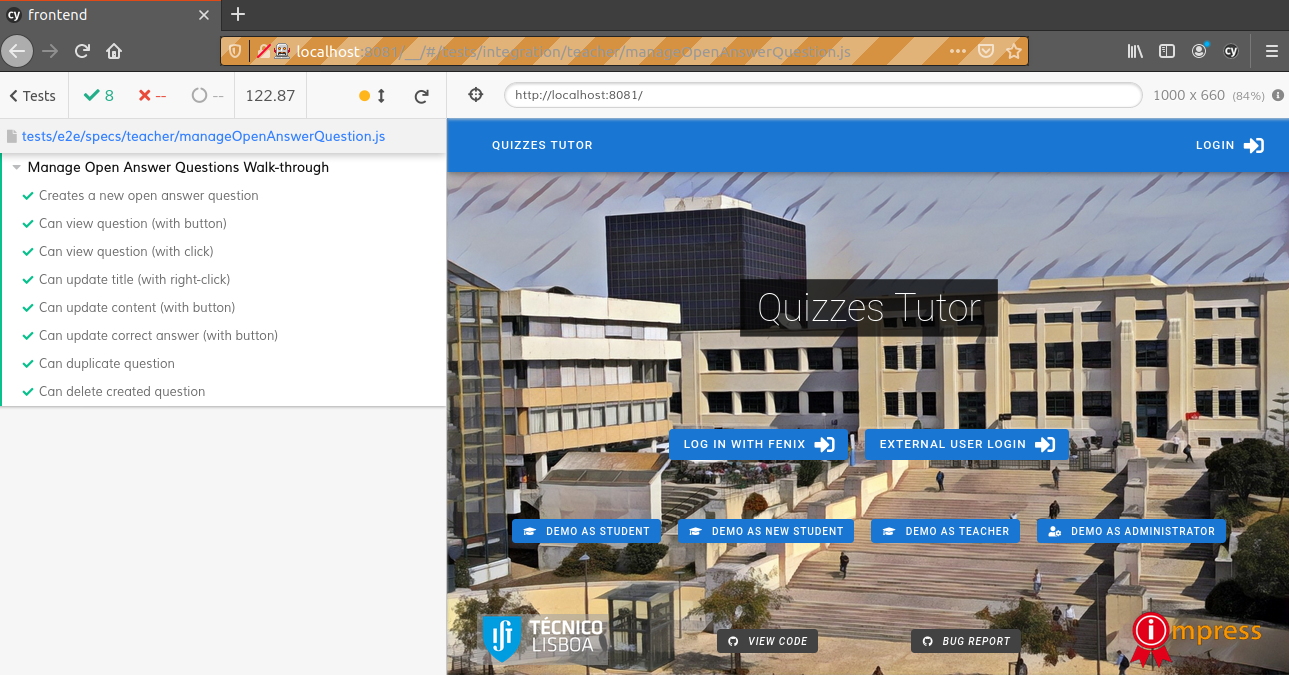 cy frontend
localhost:8081/__/#/tests/integration/teacher/manageOpenAnswerQuestion.js
cy
Tests
8
--
--
122.87
http://localhost:8081/
1000 x 660 (84%)
tests/e2e/specs/teacher/manageOpenAnswerQuestion.js
Manage Open Answer Questions Walk-through
Creates a new open answer question
Can view question (with button)
Can view question (with click)
Can update title (with right-click)
Can update content (with button)
Can update correct answer (with button)
Can duplicate question
Can delete created question
QUIZZES TUTOR
LOGIN
Quizzes Tutor
LOG IN WITH FENIX
EXTERNAL USER LOGIN
DEMO AS STUDENT
DEMO AS NEW STUDENT
DEMO AS TEACHER
DEMO AS ADMINISTRATOR
TÉCNICO
LISBOA
VIEW CODE
BUG REPORT
impress